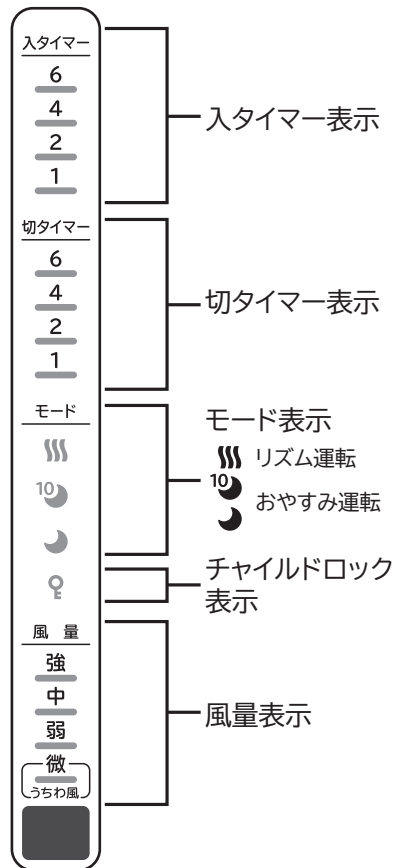 入タイマー
6
4
2
1
入タイマー表示
切タイマー
6
4
2
1
切タイマー表示
モード
10
モード表示
リズム運転
10
おやすみ運転
チャイルドロック
表示
風量
強
中
弱
微
うちわ風
風量表示